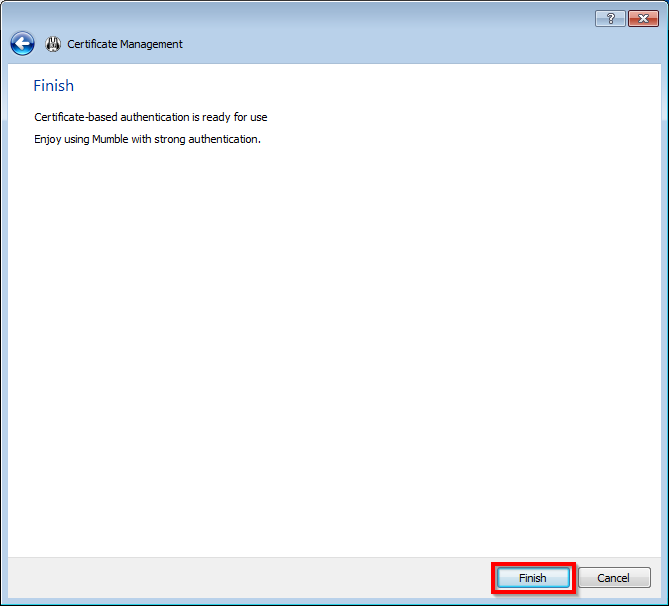 Certificate Management
Finish
Certificate-based authentication is ready for use
Enjoy using Mumble with strong authentication.
Finish
Cancel